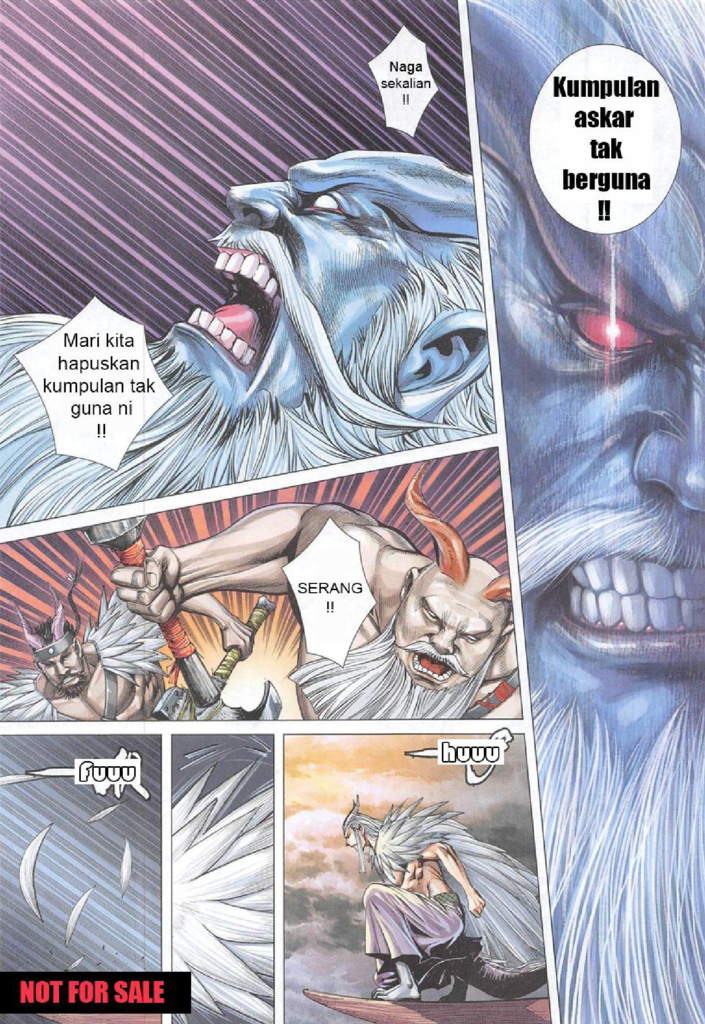 Naga
sekalian
!!
Kumpulan
askar
tak
berguna
!!
Mari kita
hapuskan
kumpulan tak
guna ni
!!
SERANG
!!
fuuu
huuu
NOT FOR SALE